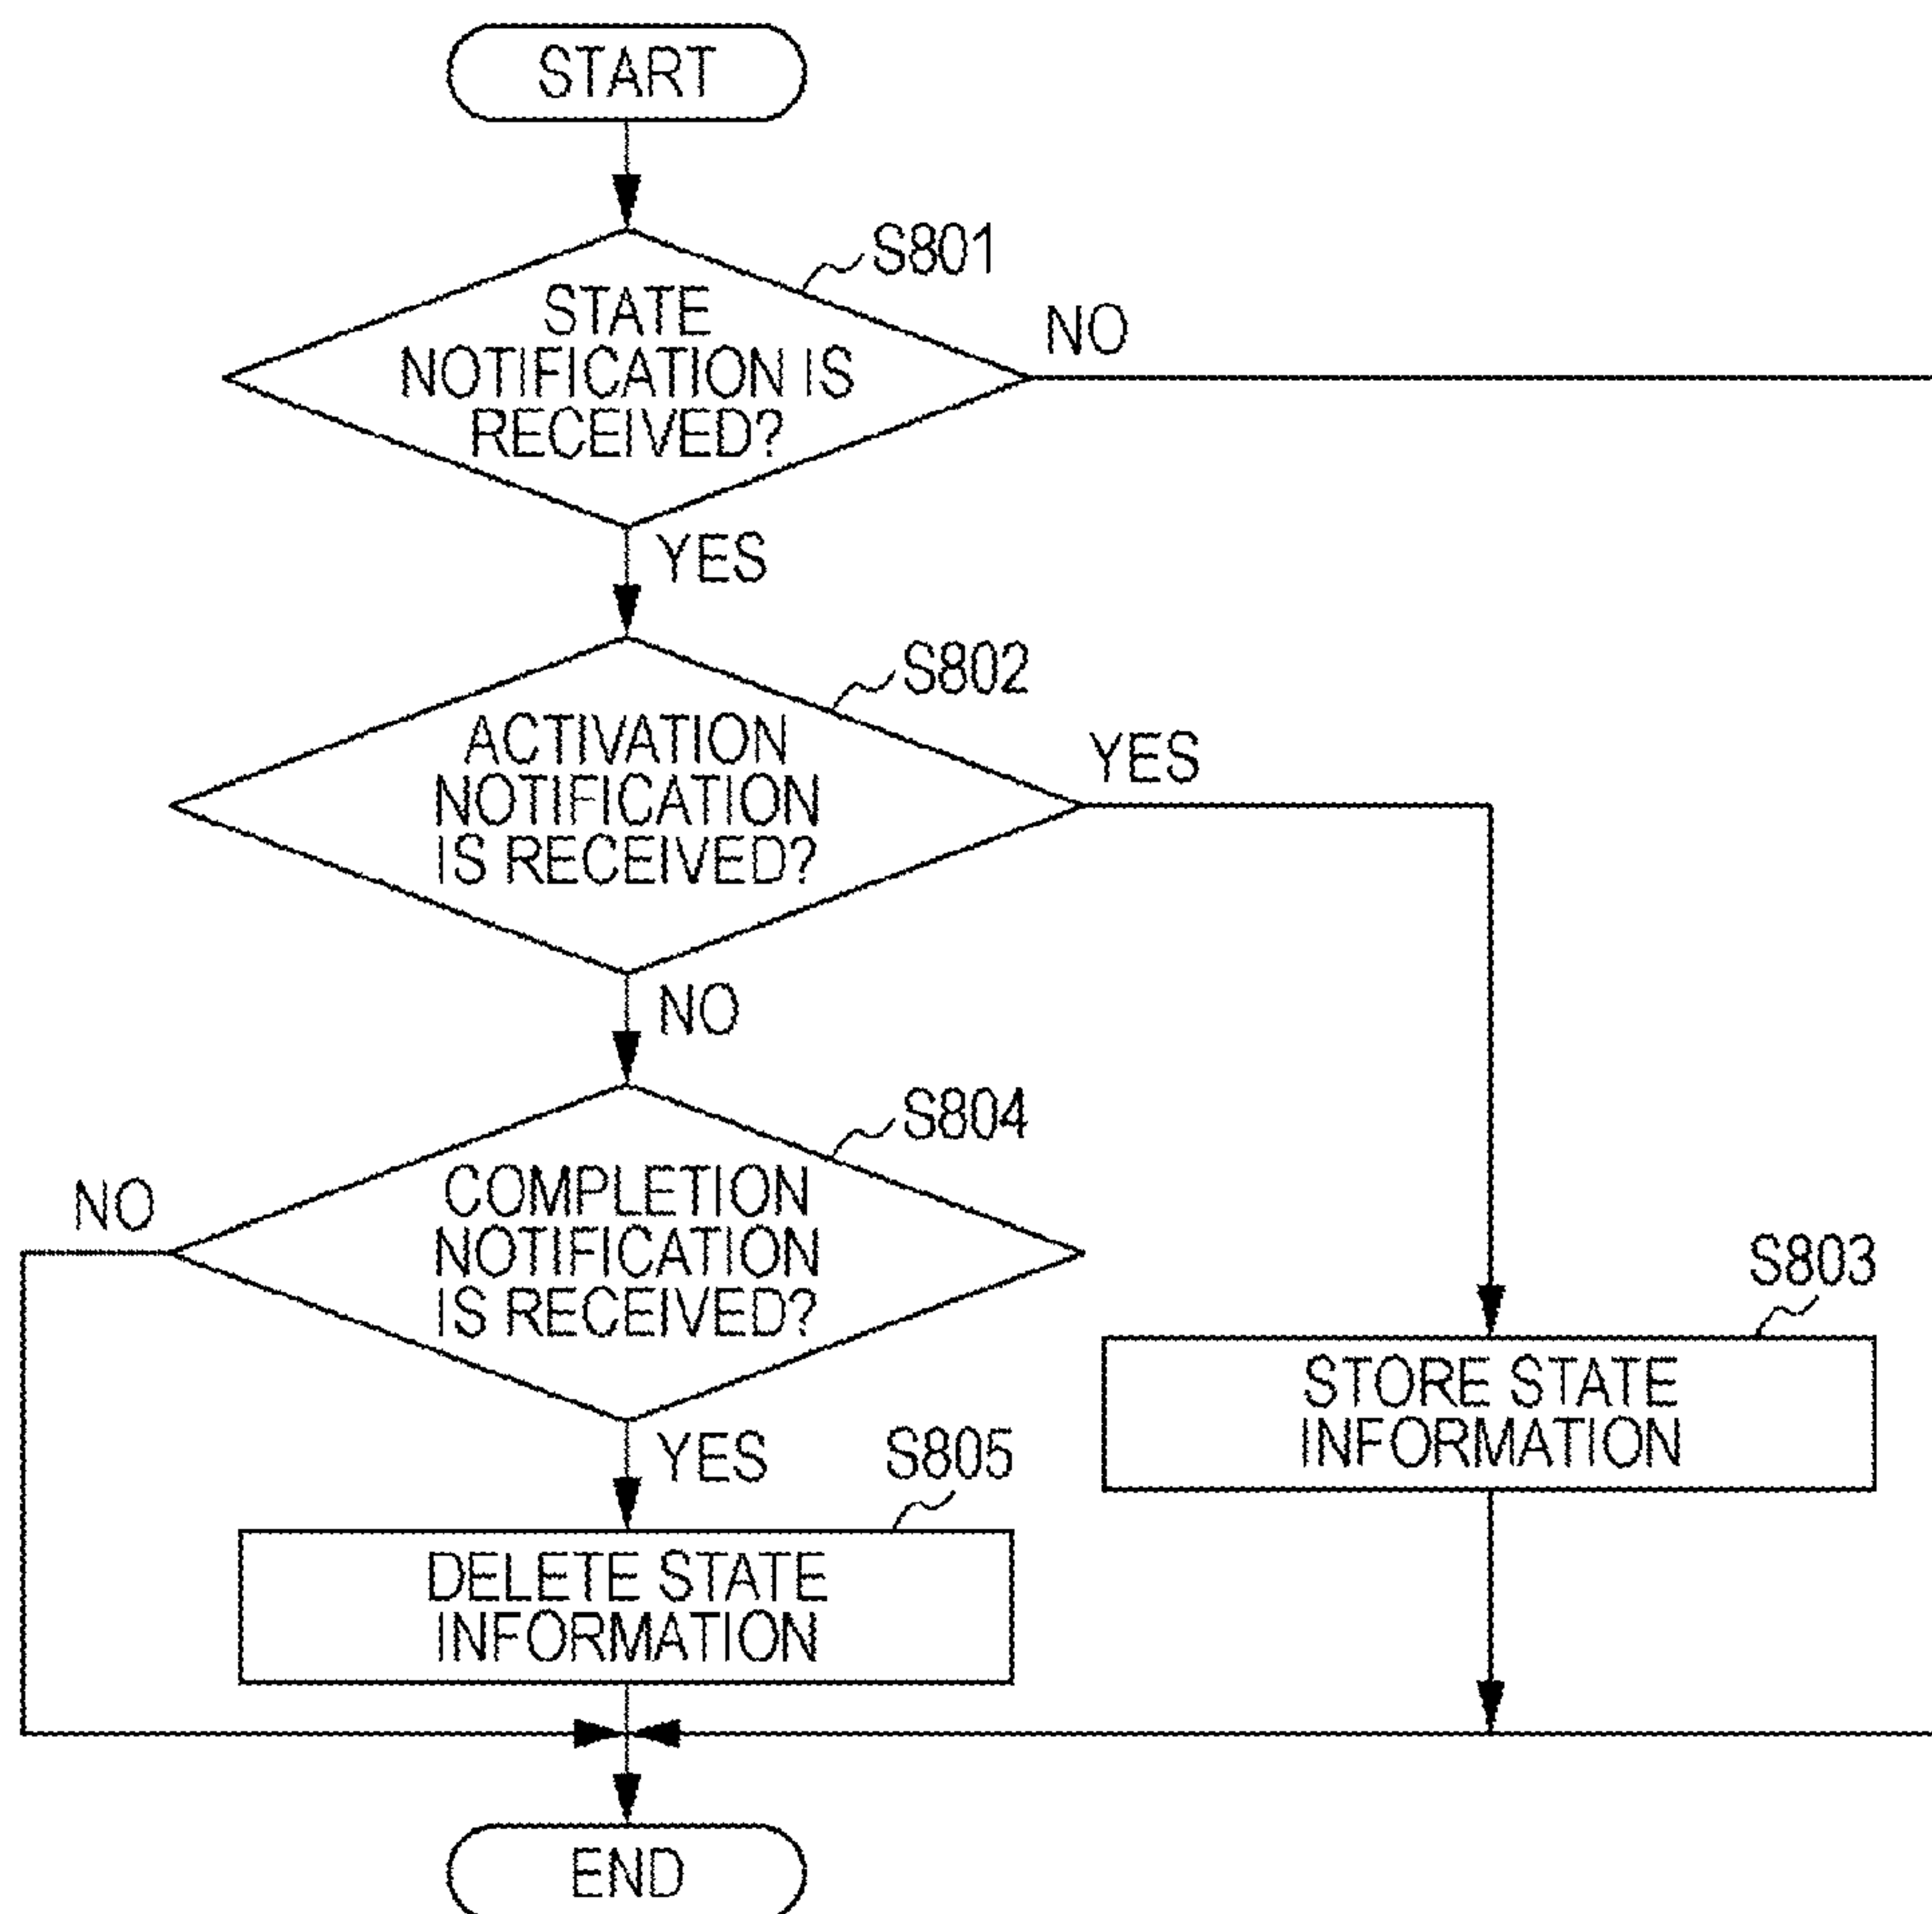 START
S801
STATE
NOTIFICATION IS
RECEIVED?
NO
YES
S802
ACTIVATION
NOTIFICATION
IS RECEIVED?
YES
NO
S804
COMPLETION
NOTIFICATION
IS RECEIVED?
NO
YES
S803
STORE STATE
INFORMATION
S805
DELETE STATE
INFORMATION
END